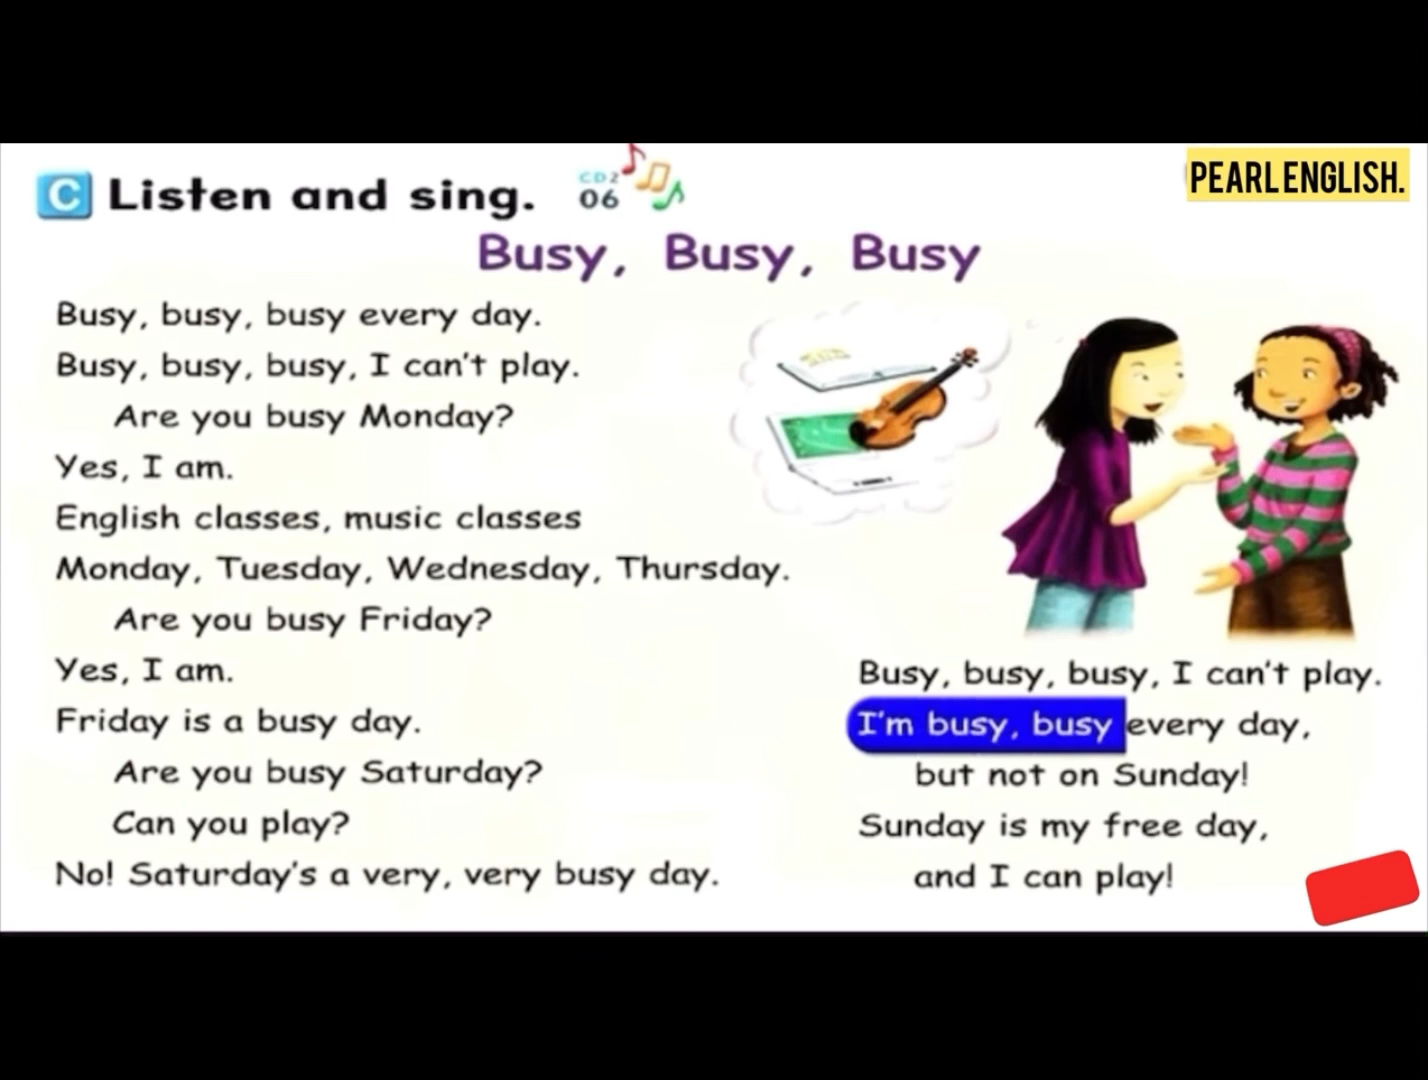 C Listen and sing. CD2 06
PEARL ENGLISH.
Busy, Busy, Busy
Busy, busy, busy every day.
Busy, busy, busy, I can't play.
Are you busy Monday?
Yes, I am.
English classes, music classes
Monday, Tuesday, Wednesday, Thursday.
Are you busy Friday?
Yes, I am.
Friday is a busy day.
Are you busy Saturday?
Can you play?
No! Saturday's a very, very busy day.
Busy, busy, busy, I can't play.
I'm busy, busy every day,
but not on Sunday!
Sunday is my free day,
and I can play!